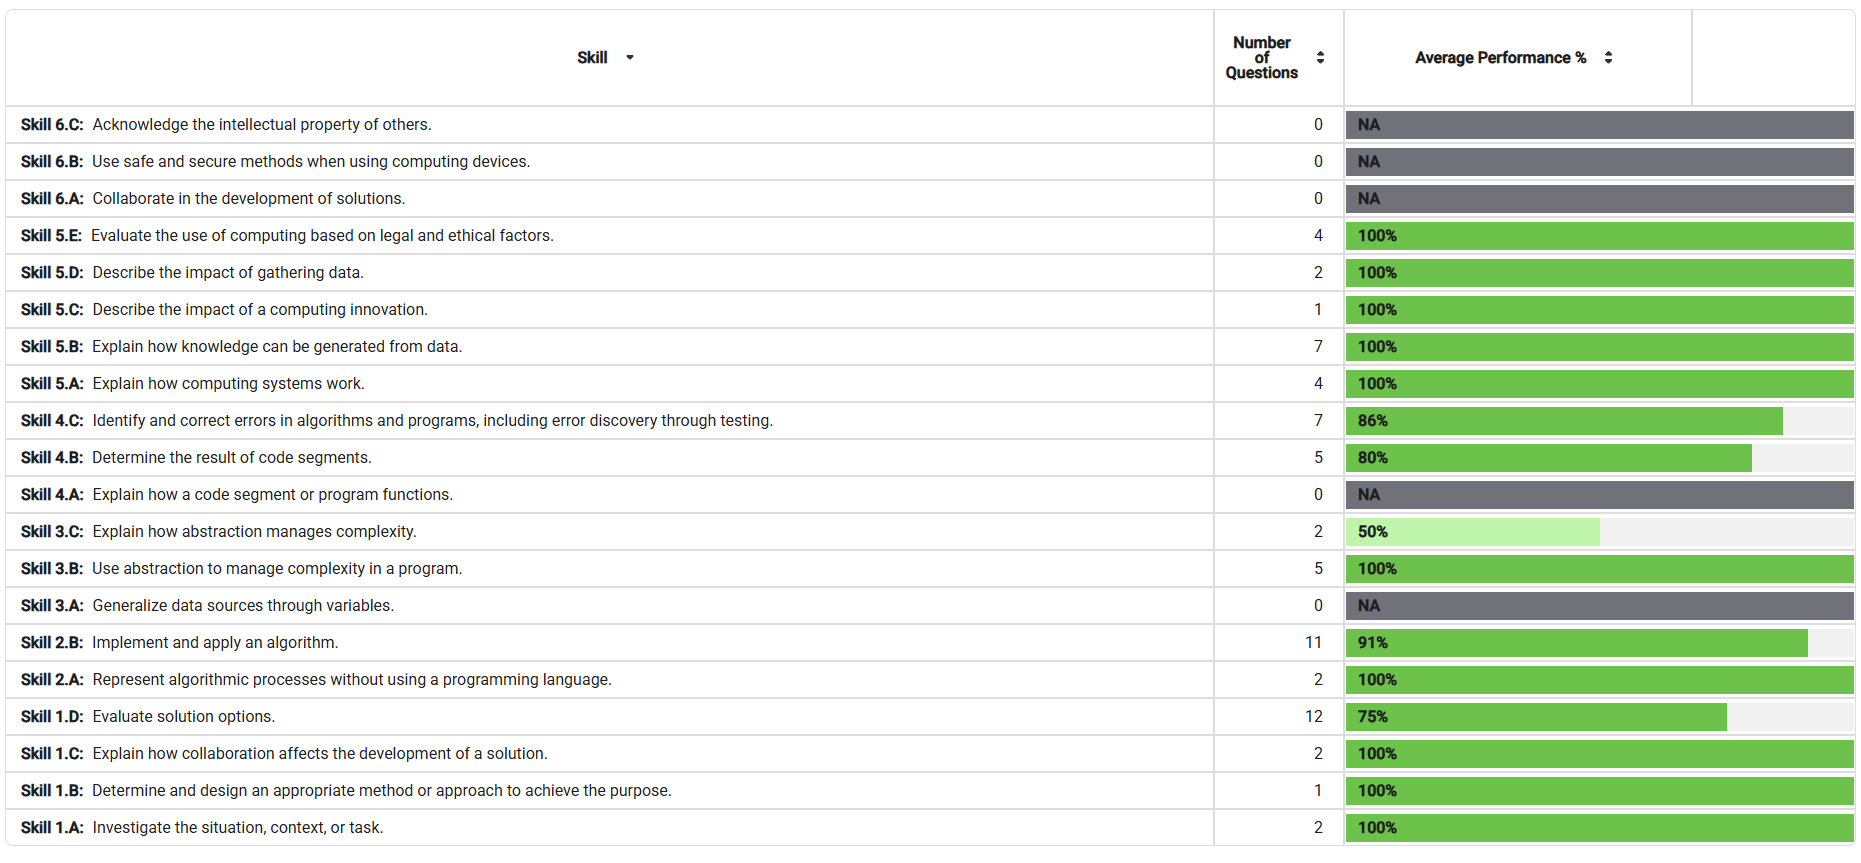 Skill
Number
of
Questions
Average Performance %
Skill 6.C: Acknowledge the intellectual property of others. 0 NA
Skill 6.B: Use safe and secure methods when using computing devices. 0 NA
Skill 6.A: Collaborate in the development of solutions. 0 NA
Skill 5.E: Evaluate the use of computing based on legal and ethical factors. 4 100%
Skill 5.D: Describe the impact of gathering data. 2 100%
Skill 5.C: Describe the impact of a computing innovation. 1 100%
Skill 5.B: Explain how knowledge can be generated from data. 7 100%
Skill 5.A: Explain how computing systems work. 4 100%
Skill 4.C: Identify and correct errors in algorithms and programs, including error discovery through testing. 7 86%
Skill 4.B: Determine the result of code segments. 5 80%
Skill 4.A: Explain how a code segment or program functions. 0 NA
Skill 3.C: Explain how abstraction manages complexity. 2 50%
Skill 3.B: Use abstraction to manage complexity in a program. 5 100%
Skill 3.A: Generalize data sources through variables. 0 NA
Skill 2.B: Implement and apply an algorithm. 11 91%
Skill 2.A: Represent algorithmic processes without using a programming language. 2 100%
Skill 1.D: Evaluate solution options. 12 75%
Skill 1.C: Explain how collaboration affects the development of a solution. 2 100%
Skill 1.B: Determine and design an appropriate method or approach to achieve the purpose. 1 100%
Skill 1.A: Investigate the situation, context, or task. 2 100%